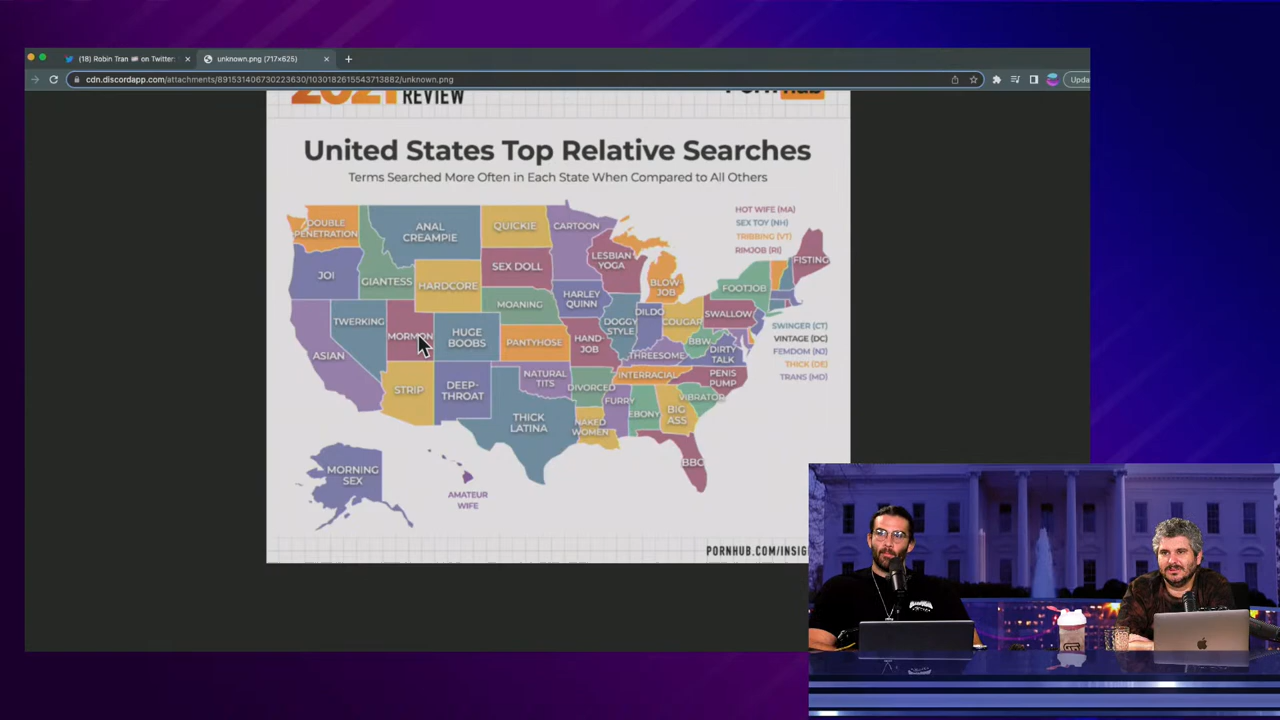 (18) Robin Tran on Twitter:
unknown.png (717×625)
cdn.discordapp.com/attachments/891531406730223630/1030182615543713882/unknown.png
2021 REVIEW
Pornhub
United States Top Relative Searches
Terms Searched More Often in Each State When Compared to All Others
DOUBLE PENETRATION
ANAL CREAMPIE
QUICKIE
CARTOON
HOT WIFE (MA)
SEX TOY (NH)
TRIBBING (VT)
RIMJOB (RI)
JOI
GIANTESS
HARDCORE
SEX DOLL
LESBIAN YOGA
BLOW JOB
FOOTJOB
FISTING
TWERKING
MORMON
HUGE BOOBS
MOANING
HARLEY QUINN
DOGGY STYLE
DILDO
COUGAR
SWALLOW
SWINGER (CT)
VINTAGE (DC)
FEMDOM (NJ)
THICK (DE)
TRANS (MD)
ASIAN
STRIP
DEEP-THROAT
PANTYHOSE
HAND-JOB
THREESOME
BBW
DIRTY TALK
NATURAL TITS
DIVORCED
INTERRACIAL
PENIS PUMP
THICK LATINA
NAKED WOMEN
FURRY
EBONY
BIG ASS
VIBRATOR
BBC
MORNING SEX
AMATEUR WIFE
PORNHUB.COM/INSIG